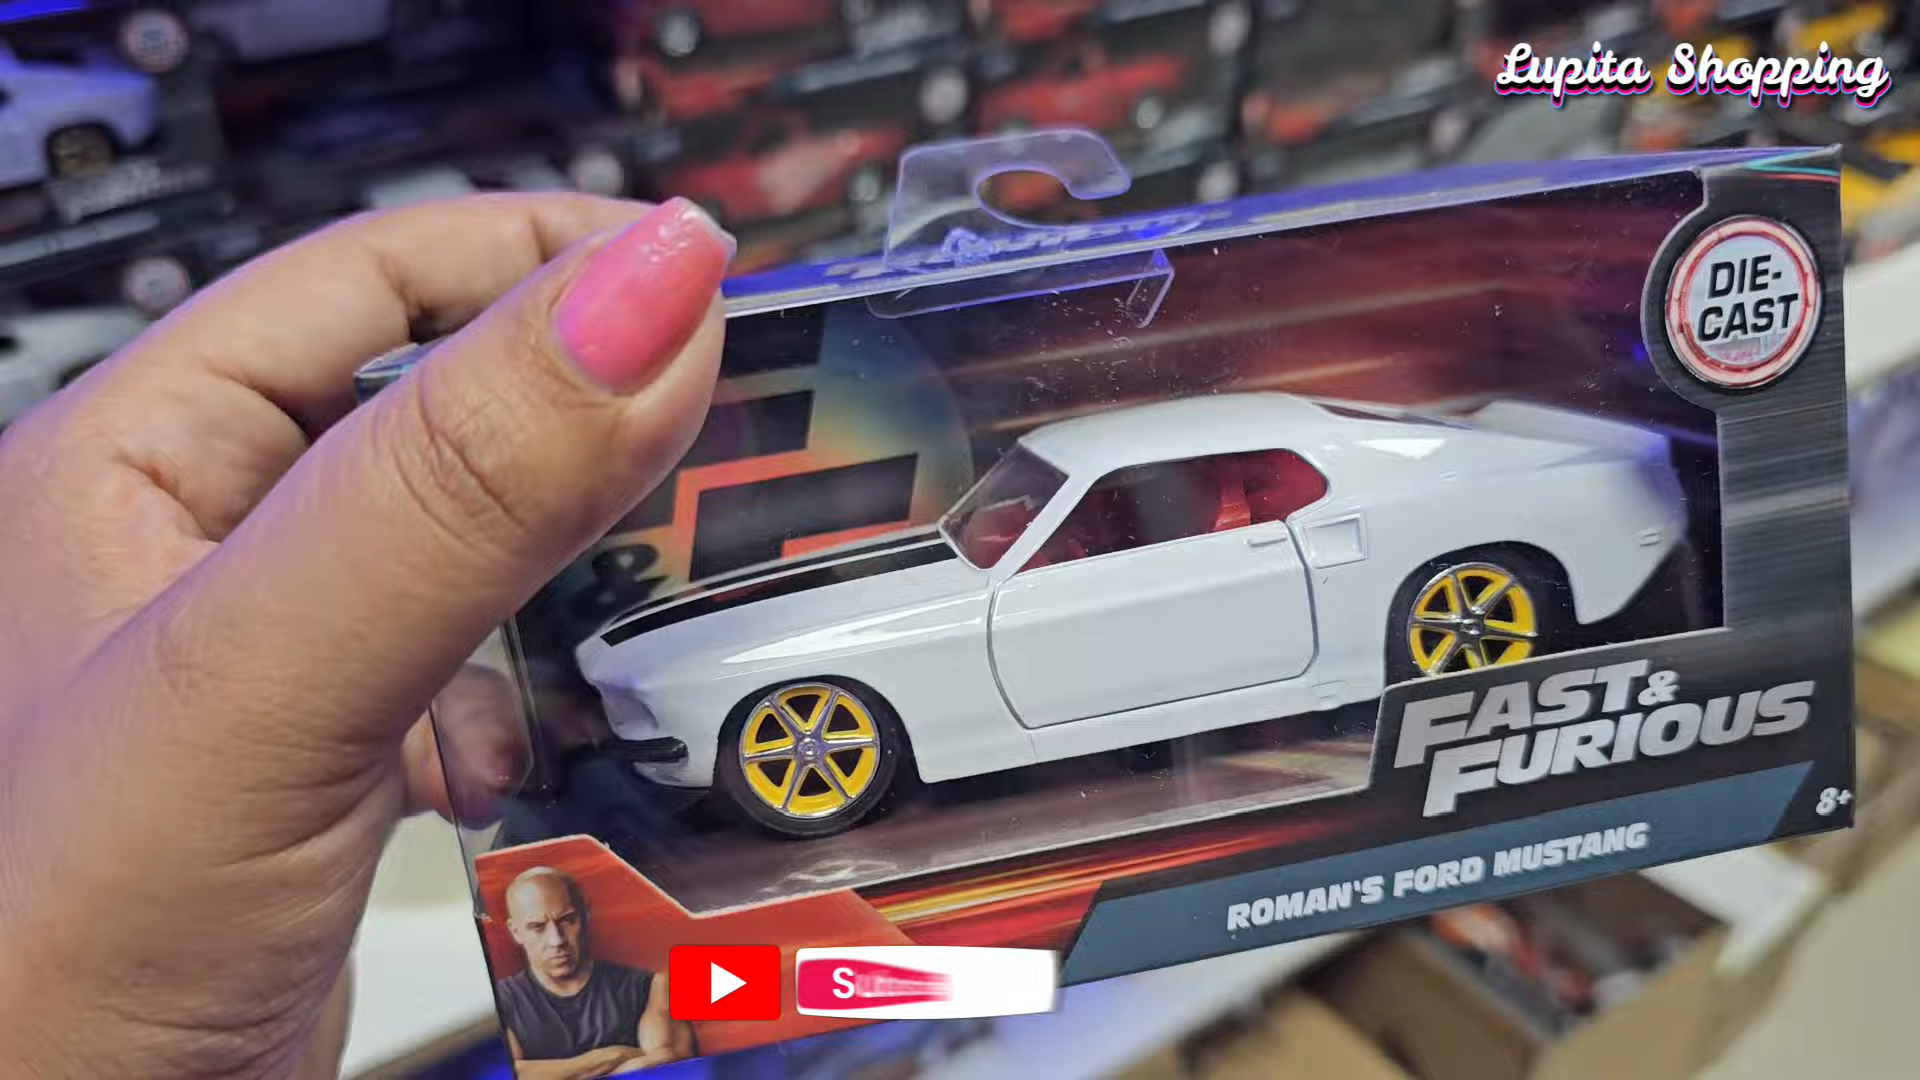 Lupita Shopping
DIE-
CAST
FAST &
FURIOUS
8+
ROMAN'S FORD MUSTANG